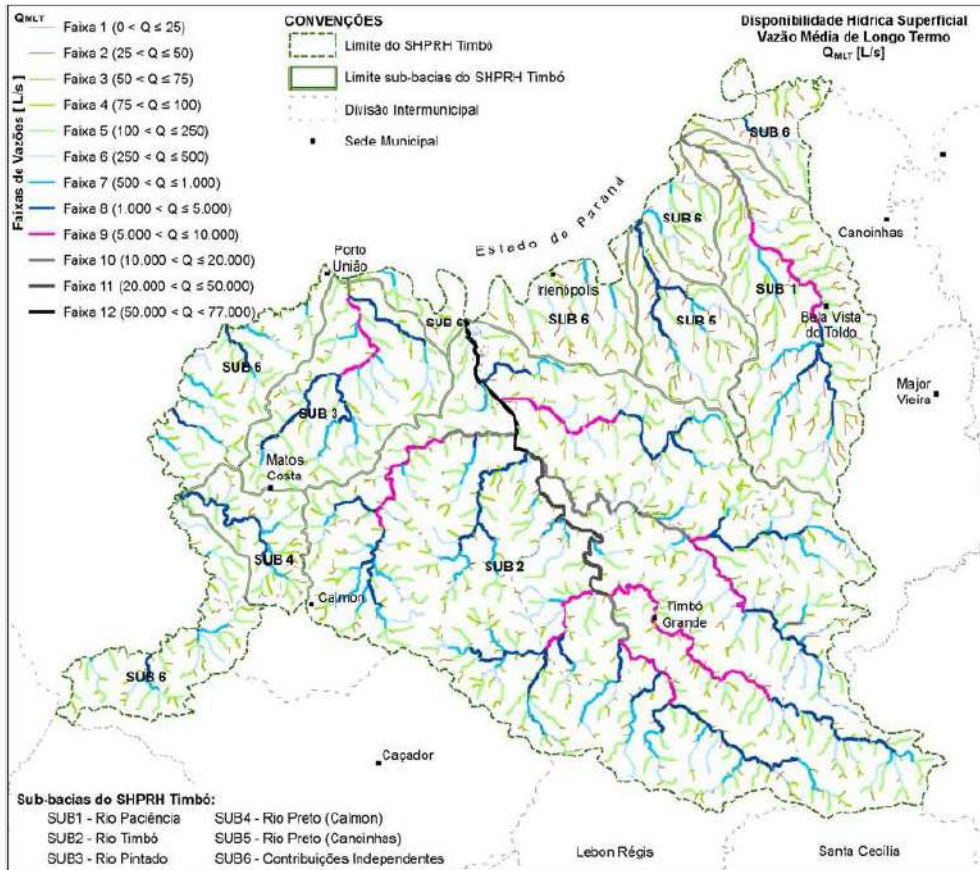 QMLT
Faixas de Vazões [ L/s ]
Faixa 1 (0 < Q ≤ 25)
Faixa 2 (25 < Q ≤ 50)
Faixa 3 (50 < Q ≤ 75)
Faixa 4 (75 < Q ≤ 100)
Faixa 5 (100 < Q ≤ 250)
Faixa 6 (250 < Q ≤ 500)
Faixa 7 (500 < Q ≤ 1.000)
Faixa 8 (1.000 < Q ≤ 5.000)
Faixa 9 (5.000 < Q ≤ 10.000)
Faixa 10 (10.000 < Q ≤ 20.000)
Faixa 11 (20.000 < Q ≤ 50.000)
Faixa 12 (50.000 < Q < 77.000)
CONVENÇÕES
Limite do SHPRH Timbó
Limite sub-bacias do SHPRH Timbó
Divisão Intermunicipal
Sede Municipal
Disponibilidade Hídrica Superficial
Vazão Média de Longo Termo
QMLT [L/s]
SUB 6
Canoinhas
SUB 6
Estado do Paraná
Porto
União
Irienópolis
SUB 1
SUB 6
SUB 6
SUB 5
Bela Vista
do Toldo
SUB 6
Major
Vieira
SUB 3
Matos
Costa
SUB 4
SUB 2
Calmon
Timbó
Grande
SUB 6
Caçador
Lebon Régis
Santa Cecília
Sub-bacias do SHPRH Timbó:
SUB1 - Rio Paciência
SUB2 - Rio Timbó
SUB3 - Rio Pintado
SUB4 - Rio Preto (Calmon)
SUB5 - Rio Preto (Canoinhas)
SUB6 - Contribuições Independentes